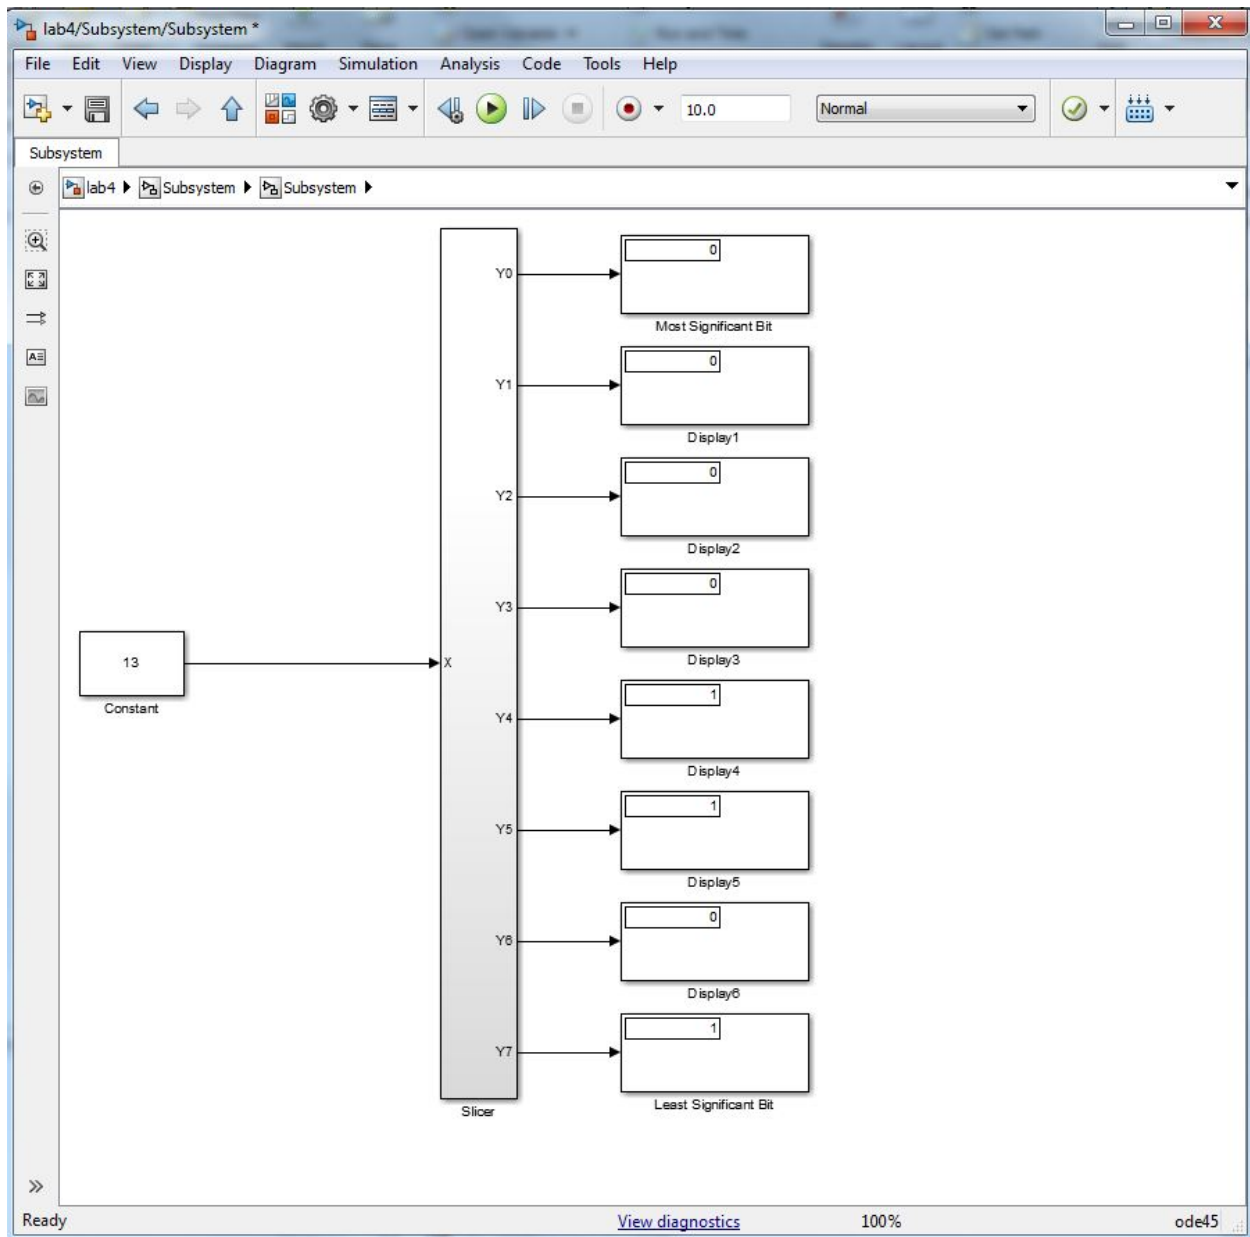 lab4/Subsystem/Subsystem *
File Edit View Display Diagram Simulation Analysis Code Tools Help
10.0 Normal
Subsystem
lab4 Subsystem Subsystem
0
Y0
Most Significant Bit
0
Y1
Display1
0
Y2
Display2
0
Y3
13
X
Display3
Constant
1
Y4
Display4
1
Y5
Display5
0
Y6
Display6
1
Y7
Least Significant Bit
Slicer
Ready View diagnostics 100% ode45